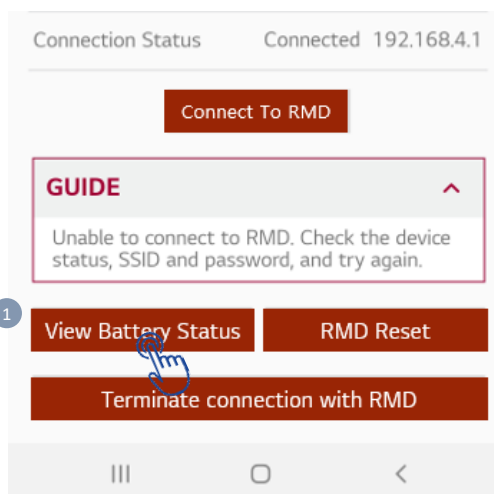 Connection Status Connected 192.168.4.1
Connect To RMD
GUIDE
Unable to connect to RMD. Check the device
status, SSID and password, and try again.
1
View Battery Status RMD Reset
Terminate connection with RMD